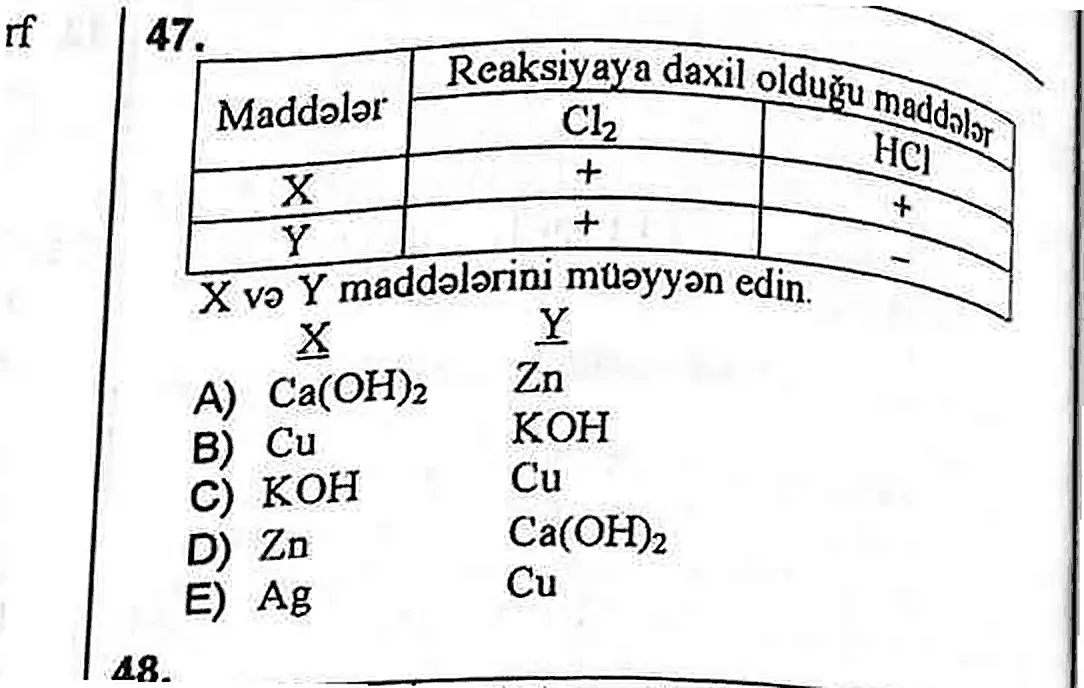 rf
47.
Maddələr Reaksiyaya daxil olduğu maddələr
Cl₂ HCl
X + +
Y + −
X və Y maddələrini müəyyən edin.
X Y
A) Ca(OH)₂ Zn
B) Cu KOH
C) KOH Cu
D) Zn Ca(OH)₂
E) Ag Cu
48.